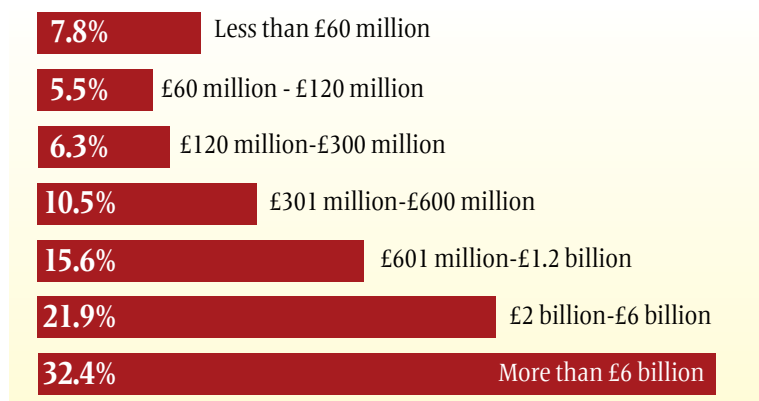 7.8% Less than £60 million
5.5% £60 million - £120 million
6.3% £120 million-£300 million
10.5% £301 million-£600 million
15.6% £601 million-£1.2 billion
21.9% £2 billion-£6 billion
32.4% More than £6 billion